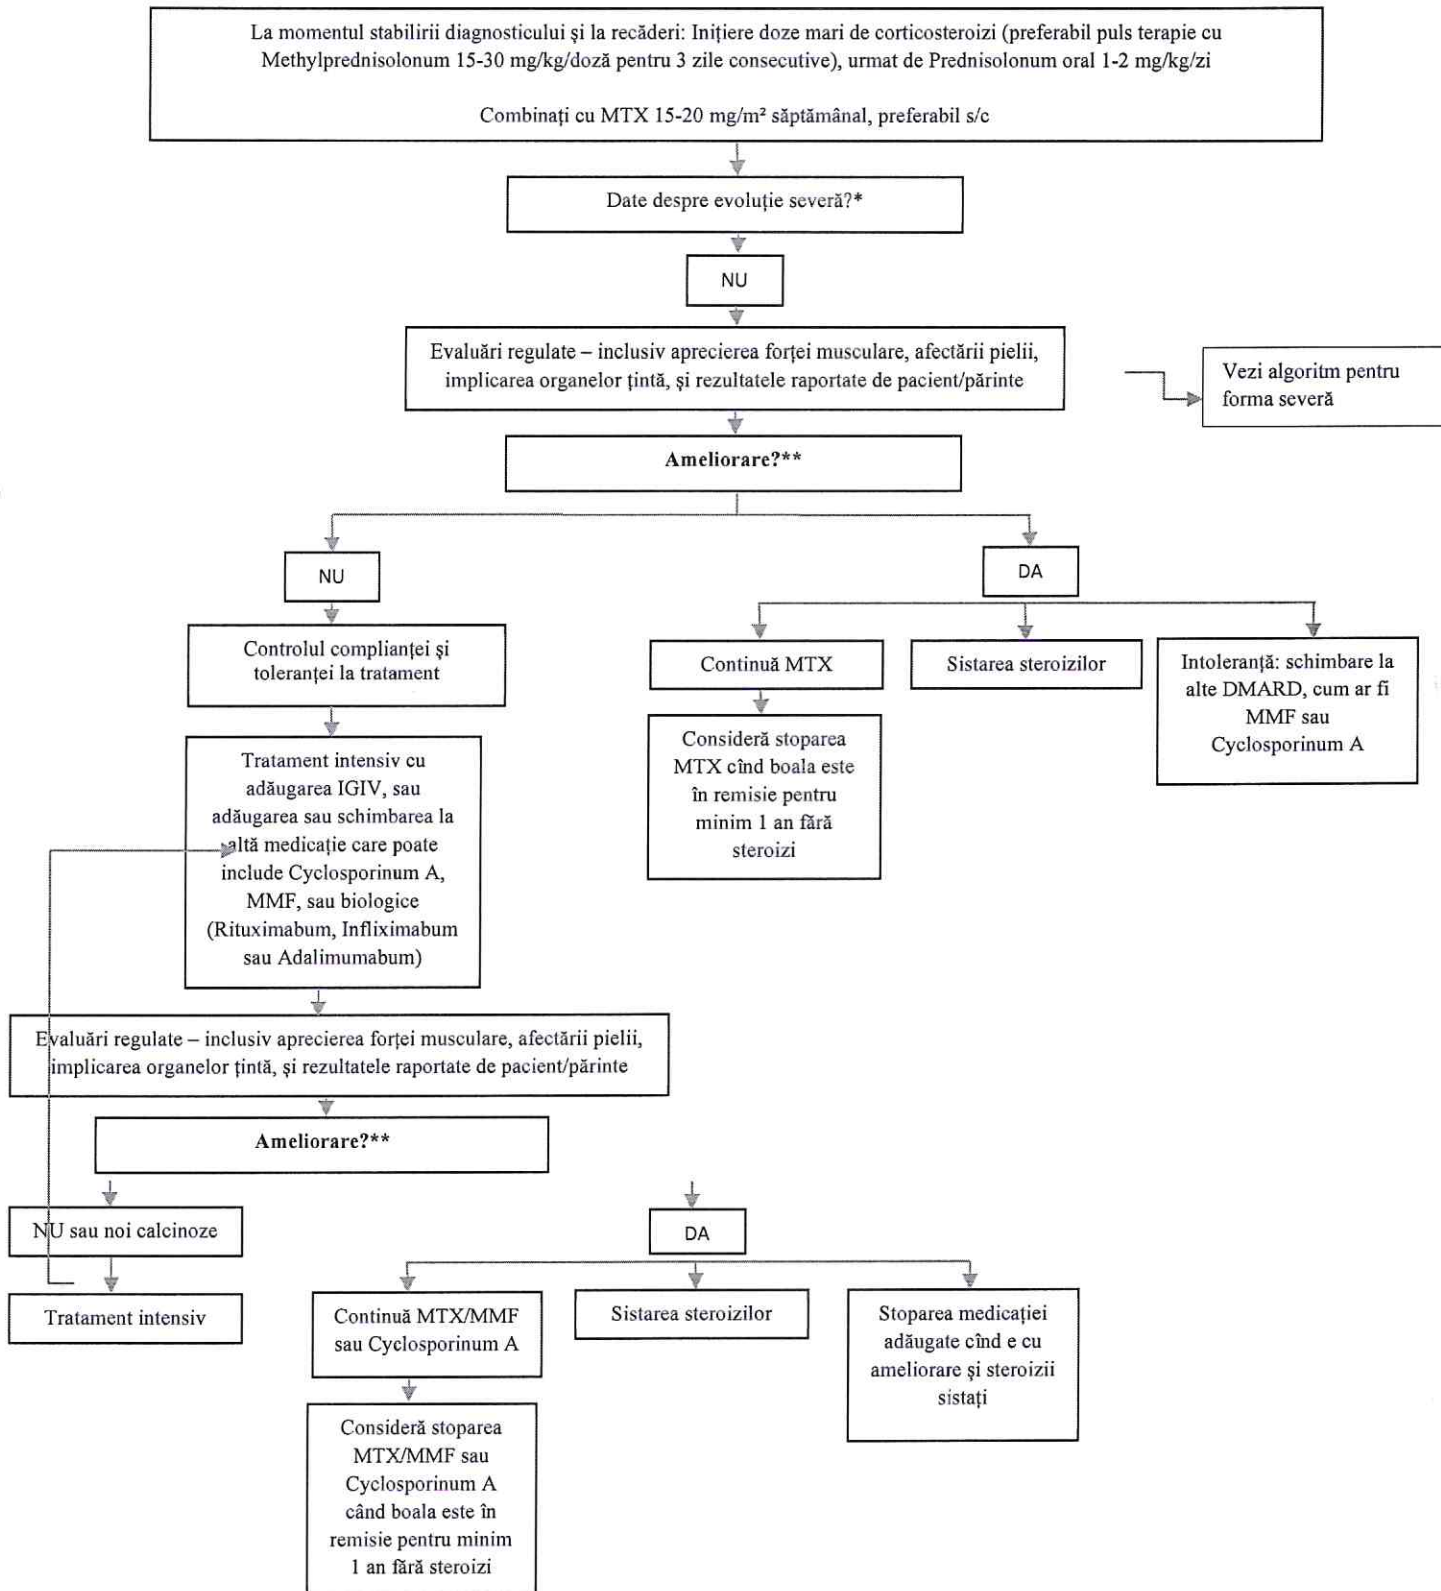 La momentul stabilirii diagnosticului și la recăderi: Inițiere doze mari de corticosteroizi (preferabil puls terapie cu
Methylprednisolonum 15-30 mg/kg/doză pentru 3 zile consecutive), urmat de Prednisolonum oral 1-2 mg/kg/zi
Combinați cu MTX 15-20 mg/m² săptămânal, preferabil s/c
Date despre evoluție severă?*
NU
Evaluări regulate – inclusiv aprecierea forței musculare, afectării pielii,
implicarea organelor țintă, și rezultatele raportate de pacient/părinte
Vezi algoritm pentru
forma severă
Ameliorare?**
NU
DA
Controlul complianței și
toleranței la tratament
Continuă MTX
Sistarea steroizilor
Intoleranță: schimbare la
alte DMARD, cum ar fi
MMF sau
Cyclosporinum A
Consideră stoparea
MTX cînd boala este
în remisie pentru
minim 1 an fără
steroizi
Tratament intensiv cu
adăugarea IGIV, sau
adăugarea sau schimbarea la
altă medicație care poate
include Cyclosporinum A,
MMF, sau biologice
(Rituximabum, Infliximabum
sau Adalimumabum)
Evaluări regulate – inclusiv aprecierea forței musculare, afectării pielii,
implicarea organelor țintă, și rezultatele raportate de pacient/părinte
Ameliorare?**
NU sau noi calcinoze
DA
Tratament intensiv
Continuă MTX/MMF
sau Cyclosporinum A
Sistarea steroizilor
Stoparea medicației
adăugate cînd e cu
ameliorare și steroizii
sistați
Consideră stoparea
MTX/MMF sau
Cyclosporinum A
când boala este în
remisie pentru minim
1 an fără steroizi